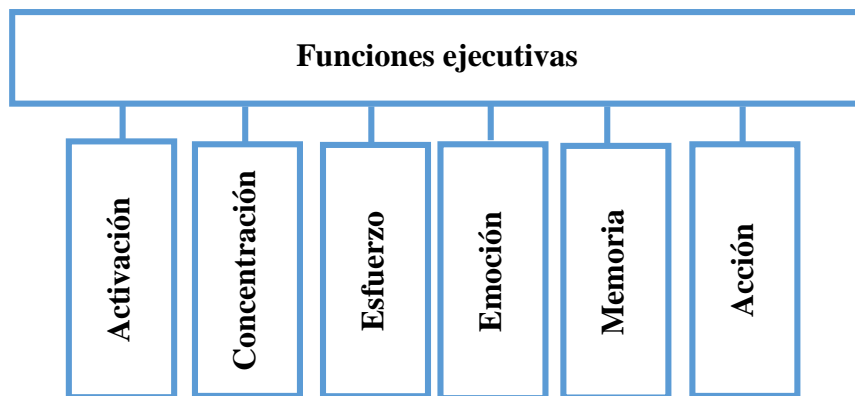 Funciones ejecutivas
Activación
Concentración
Esfuerzo
Emoción
Memoria
Acción